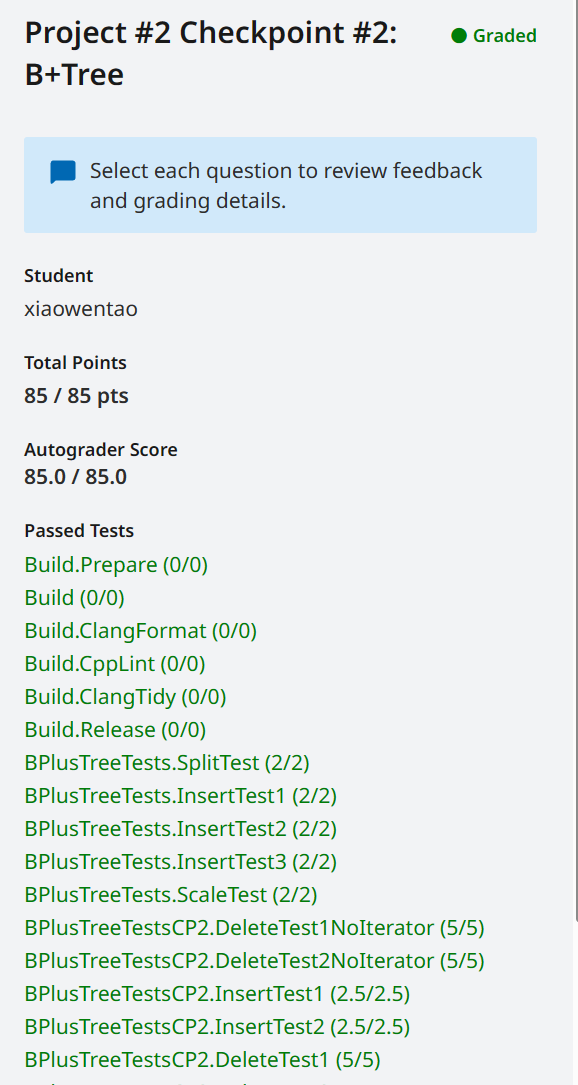 Project #2 Checkpoint #2:
B+Tree
Graded
Select each question to review feedback
and grading details.
Student
xiaowentao
Total Points
85 / 85 pts
Autograder Score
85.0 / 85.0
Passed Tests
Build.Prepare (0/0)
Build (0/0)
Build.ClangFormat (0/0)
Build.CppLint (0/0)
Build.ClangTidy (0/0)
Build.Release (0/0)
BPlusTreeTests.SplitTest (2/2)
BPlusTreeTests.InsertTest1 (2/2)
BPlusTreeTests.InsertTest2 (2/2)
BPlusTreeTests.InsertTest3 (2/2)
BPlusTreeTests.ScaleTest (2/2)
BPlusTreeTestsCP2.DeleteTest1NoIterator (5/5)
BPlusTreeTestsCP2.DeleteTest2NoIterator (5/5)
BPlusTreeTestsCP2.InsertTest1 (2.5/2.5)
BPlusTreeTestsCP2.InsertTest2 (2.5/2.5)
BPlusTreeTestsCP2.DeleteTest1 (5/5)